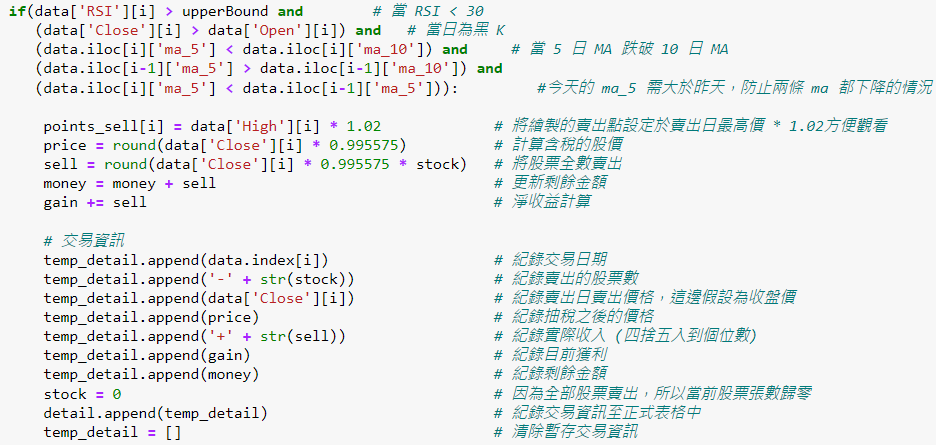 if(data['RSI'][i] > upperBound and        # 當 RSI < 30
   (data['Close'][i] > data['Open'][i]) and   # 當日為黑 K
   (data.iloc[i]['ma_5'] < data.iloc[i]['ma_10']) and     # 當 5 日 MA 跌破 10 日 MA
   (data.iloc[i-1]['ma_5'] > data.iloc[i-1]['ma_10']) and
   (data.iloc[i]['ma_5'] < data.iloc[i-1]['ma_5'])):         #今天的 ma_5 需大於昨天，防止兩條 ma 都下降的情況
    points_sell[i] = data['High'][i] * 1.02             # 將繪製的賣出點設定於賣出日最高價 * 1.02方便觀看
    price = round(data['Close'][i] * 0.995575)          # 計算含稅的股價
    sell = round(data['Close'][i] * 0.995575 * stock)   # 將股票全數賣出
    money = money + sell                                # 更新剩餘金額
    gain += sell                                        # 淨收益計算
    # 交易資訊
    temp_detail.append(data.index[i])                   # 紀錄交易日期
    temp_detail.append('-' + str(stock))                # 紀錄賣出的股票數
    temp_detail.append(data['Close'][i])                # 紀錄賣出日賣出價格，這邊假設為收盤價
    temp_detail.append(price)                           # 紀錄抽稅之後的價格
    temp_detail.append('+' + str(sell))                 # 紀錄實際收入 (四捨五入到個位數)
    temp_detail.append(gain)                            # 紀錄目前獲利
    temp_detail.append(money)                           # 紀錄剩餘金額
    stock = 0                                           # 因為全部股票賣出，所以當前股票張數歸零
    detail.append(temp_detail)                          # 紀錄交易資訊至正式表格中
    temp_detail = []                                    # 清除暫存交易資訊